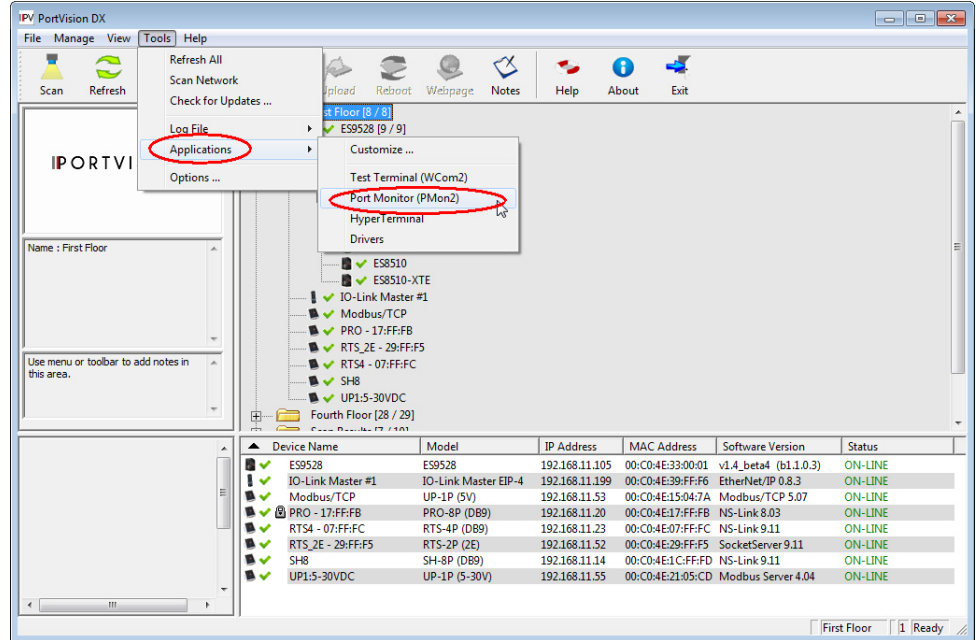 IPV PortVision DX
File Manage View Tools Help
Scan Refresh Upload Reboot Webpage Notes Help About Exit
Refresh All
Scan Network
Check for Updates ...
Log File
Applications
Options ...
Customize ...
Test Terminal (WCom2)
Port Monitor (PMon2)
HyperTerminal
Drivers
IPORTVI
Name : First Floor
Use menu or toolbar to add notes in
this area.
st Floor [8 / 8]
ES9528 [9 / 9]
ES8510
ES8510-XTE
IO-Link Master #1
Modbus/TCP
PRO - 17:FF:FB
RTS_2E - 29:FF:F5
RTS4 - 07:FF:FC
SH8
UP1:5-30VDC
Fourth Floor [28 / 29]
Device Name Model IP Address MAC Address Software Version Status
ES9528 ES9528 192.168.11.105 00:C0:4E:33:00:01 v1.4_beta4 (b1.1.0.3) ON-LINE
IO-Link Master #1 IO-Link Master EIP-4 192.168.11.199 00:C0:4E:39:FF:F6 EtherNet/IP 0.8.3 ON-LINE
Modbus/TCP UP-1P (5V) 192.168.11.53 00:C0:4E:15:04:7A Modbus/TCP 5.07 ON-LINE
PRO - 17:FF:FB PRO-8P (DB9) 192.168.11.20 00:C0:4E:17:FF:FB NS-Link 8.03 ON-LINE
RTS4 - 07:FF:FC RTS-4P (DB9) 192.168.11.23 00:C0:4E:07:FF:FC NS-Link 9.11 ON-LINE
RTS_2E - 29:FF:F5 RTS-2P (2E) 192.168.11.52 00:C0:4E:29:FF:F5 SocketServer 9.11 ON-LINE
SH8 SH-8P (DB9) 192.168.11.14 00:C0:4E:1C:FF:FD NS-Link 9.11 ON-LINE
UP1:5-30VDC UP-1P (5-30V) 192.168.11.55 00:C0:4E:21:05:CD Modbus Server 4.04 ON-LINE
First Floor 1 Ready